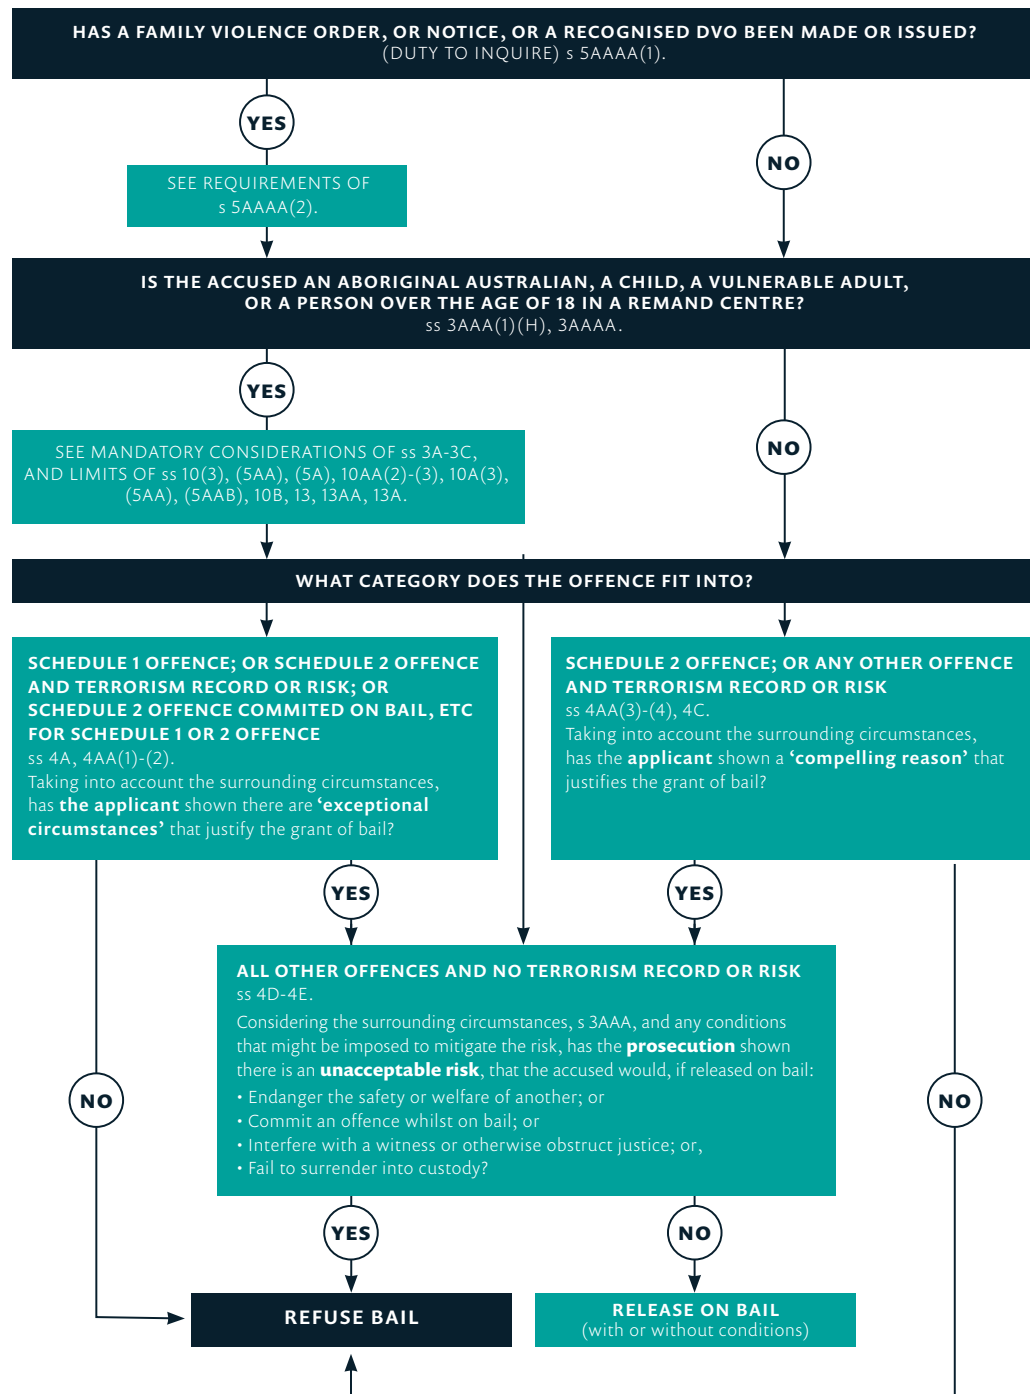 HAS A FAMILY VIOLENCE ORDER, OR NOTICE, OR A RECOGNISED DVO BEEN MADE OR ISSUED?
(DUTY TO INQUIRE) s 5AAAA(1).
YES
NO
SEE REQUIREMENTS OF
s 5AAAA(2).
IS THE ACCUSED AN ABORIGINAL AUSTRALIAN, A CHILD, A VULNERABLE ADULT,
OR A PERSON OVER THE AGE OF 18 IN A REMAND CENTRE?
ss 3AAA(1)(H), 3AAAA.
YES
NO
SEE MANDATORY CONSIDERATIONS OF ss 3A-3C,
AND LIMITS OF ss 10(3), (5AA), (5A), 10AA(2)-(3), 10A(3),
(5AA), (5AAB), 10B, 13, 13AA, 13A.
WHAT CATEGORY DOES THE OFFENCE FIT INTO?
SCHEDULE 1 OFFENCE; OR SCHEDULE 2 OFFENCE
AND TERRORISM RECORD OR RISK; OR
SCHEDULE 2 OFFENCE COMMITED ON BAIL, ETC
FOR SCHEDULE 1 OR 2 OFFENCE
ss 4A, 4AA(1)-(2).
Taking into account the surrounding circumstances,
has the applicant shown there are ‘exceptional
circumstances’ that justify the grant of bail?
SCHEDULE 2 OFFENCE; OR ANY OTHER OFFENCE
AND TERRORISM RECORD OR RISK
ss 4AA(3)-(4), 4C.
Taking into account the surrounding circumstances,
has the applicant shown a ‘compelling reason’ that
justifies the grant of bail?
YES
YES
ALL OTHER OFFENCES AND NO TERRORISM RECORD OR RISK
ss 4D-4E.
Considering the surrounding circumstances, s 3AAA, and any conditions
that might be imposed to mitigate the risk, has the prosecution shown
there is an unacceptable risk, that the accused would, if released on bail:
• Endanger the safety or welfare of another; or
• Commit an offence whilst on bail; or
• Interfere with a witness or otherwise obstruct justice; or,
• Fail to surrender into custody?
NO
NO
YES
NO
REFUSE BAIL
RELEASE ON BAIL
(with or without conditions)